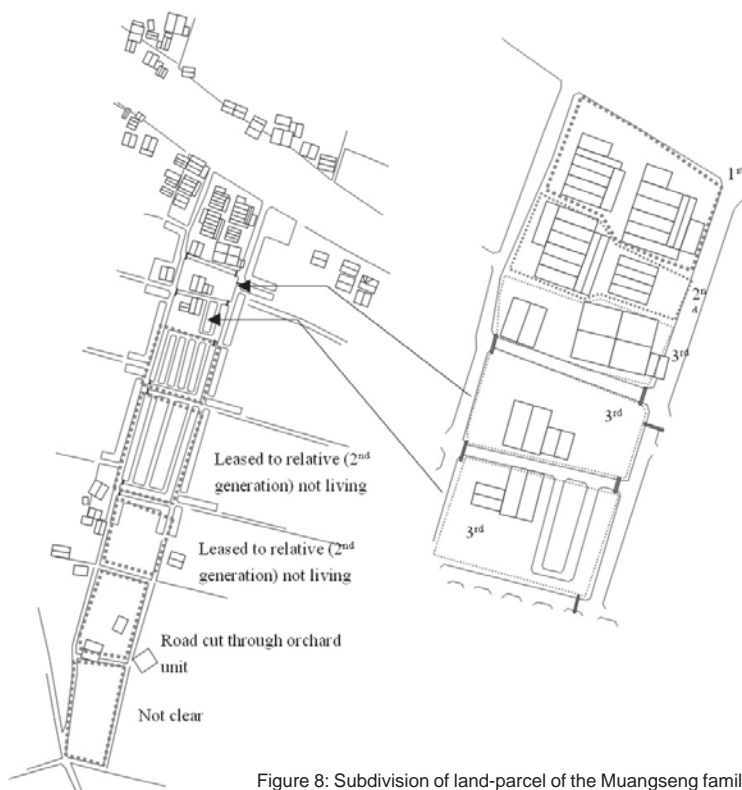 1st
2nd
3rd
3rd
3rd
Leased to relative (2nd
generation) not living
Leased to relative (2nd
generation) not living
Road cut through orchard
unit
Not clear
Figure 8: Subdivision of land-parcel of the Muangseng famil